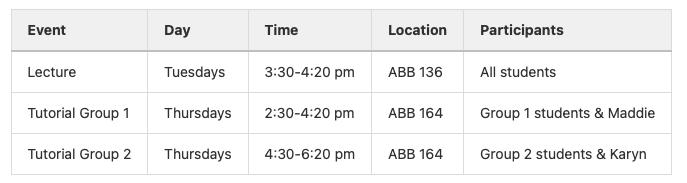 Event Day Time Location Participants
Lecture Tuesdays 3:30-4:20 pm ABB 136 All students
Tutorial Group 1 Thursdays 2:30-4:20 pm ABB 164 Group 1 students & Maddie
Tutorial Group 2 Thursdays 4:30-6:20 pm ABB 164 Group 2 students & Karyn